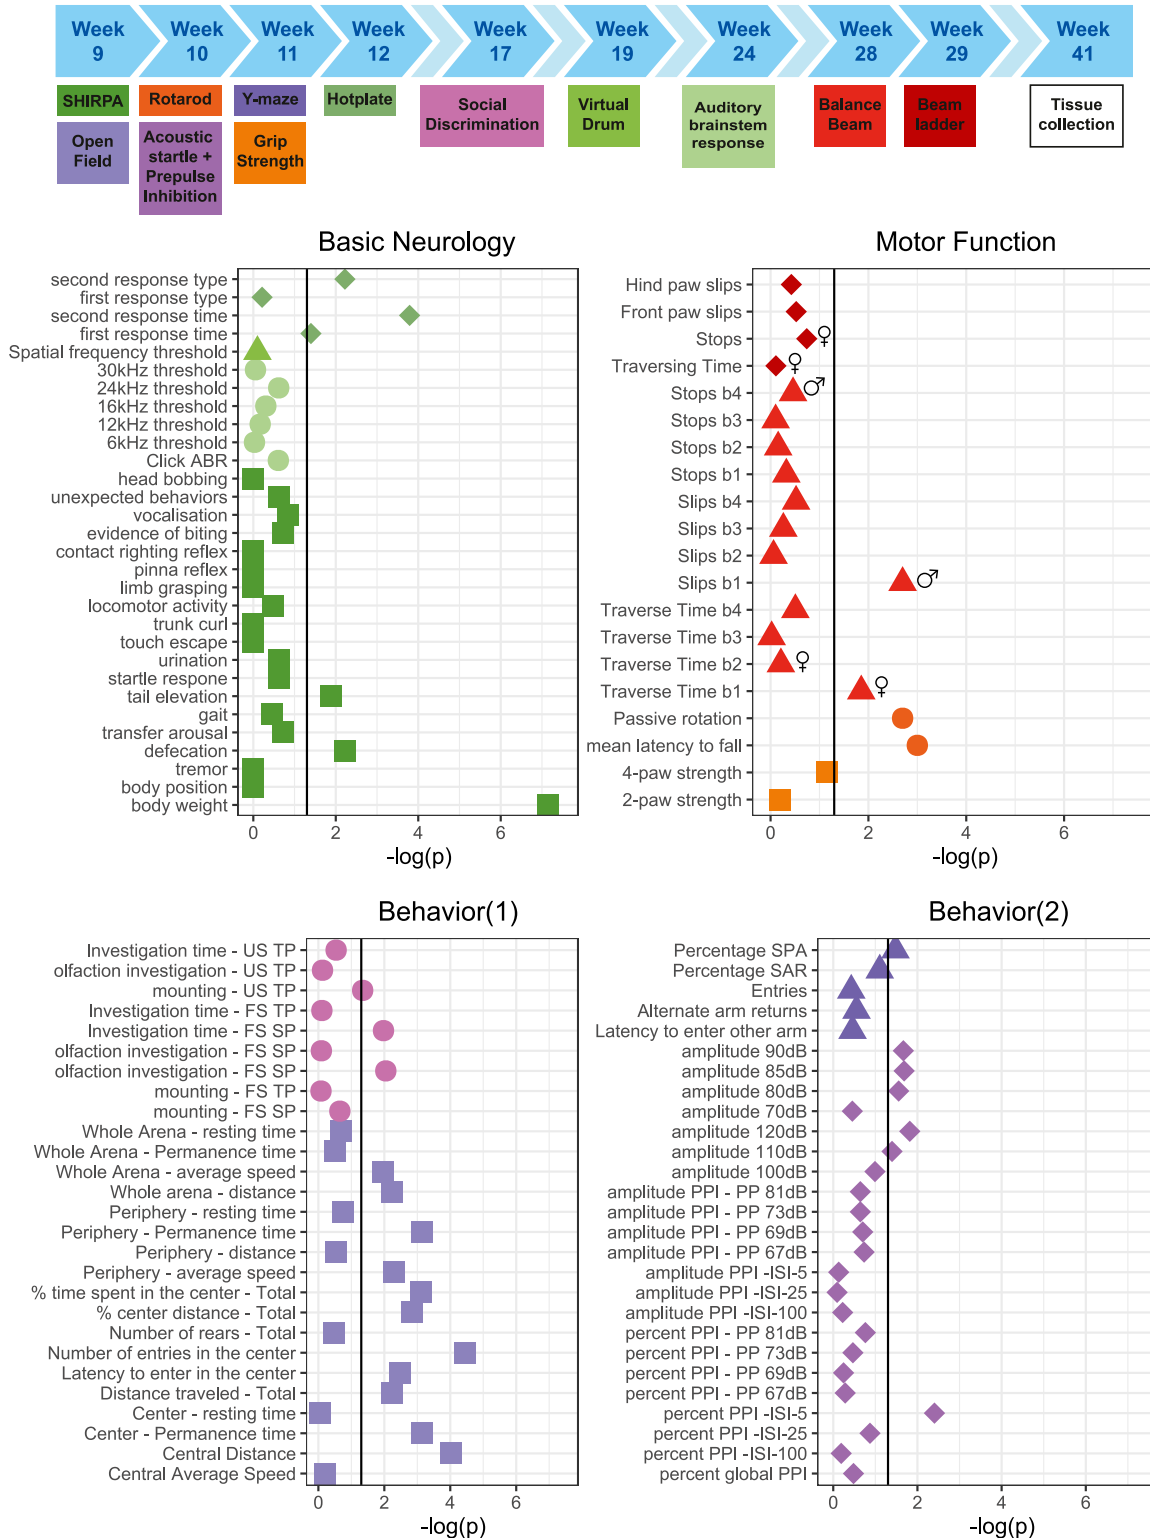 Week 9
Week 10
Week 11
Week 12
Week 17
Week 19
Week 24
Week 28
Week 29
Week 41
SHIRPA
Rotarod
Y-maze
Hotplate
Social Discrimination
Virtual Drum
Auditory brainstem response
Balance Beam
Beam ladder
Tissue collection
Open Field
Acoustic startle + Prepulse Inhibition
Grip Strength
Basic Neurology
second response type
first response type
second response time
first response time
Spatial frequency threshold
30kHz threshold
24kHz threshold
16kHz threshold
12kHz threshold
6kHz threshold
Click ABR
head bobbing
unexpected behaviors
vocalisation
evidence of biting
contact righting reflex
pinna reflex
limb grasping
locomotor activity
trunk curl
touch escape
urination
startle respone
tail elevation
gait
transfer arousal
defecation
tremor
body position
body weight
0 2 4 6
-log(p)
Motor Function
Hind paw slips
Front paw slips
Stops ♀
Traversing Time ♀
Stops b4 ♂
Stops b3
Stops b2
Stops b1
Slips b4
Slips b3
Slips b2
Slips b1 ♂
Traverse Time b4
Traverse Time b3
Traverse Time b2 ♀
Traverse Time b1 ♀
Passive rotation
mean latency to fall
4-paw strength
2-paw strength
0 2 4 6
-log(p)
Behavior(1)
Investigation time - US TP
olfaction investigation - US TP
mounting - US TP
Investigation time - FS TP
Investigation time - FS SP
olfaction investigation - FS SP
olfaction investigation - FS SP
mounting - FS TP
mounting - FS SP
Whole Arena - resting time
Whole Arena - Permanence time
Whole Arena - average speed
Whole arena - distance
Periphery - resting time
Periphery - Permanence time
Periphery - distance
Periphery - average speed
% time spent in the center - Total
% center distance - Total
Number of rears - Total
Number of entries in the center
Latency to enter in the center
Distance traveled - Total
Center - resting time
Center - Permanence time
Central Distance
Central Average Speed
0 2 4 6
-log(p)
Behavior(2)
Percentage SPA
Percentage SAR
Entries
Alternate arm returns
Latency to enter other arm
amplitude 90dB
amplitude 85dB
amplitude 80dB
amplitude 70dB
amplitude 120dB
amplitude 110dB
amplitude 100dB
amplitude PPI - PP 81dB
amplitude PPI - PP 73dB
amplitude PPI - PP 69dB
amplitude PPI - PP 67dB
amplitude PPI -ISI-5
amplitude PPI -ISI-25
amplitude PPI -ISI-100
percent PPI - PP 81dB
percent PPI - PP 73dB
percent PPI - PP 69dB
percent PPI - PP 67dB
percent PPI -ISI-5
percent PPI -ISI-25
percent PPI -ISI-100
percent global PPI
0 2 4 6
-log(p)